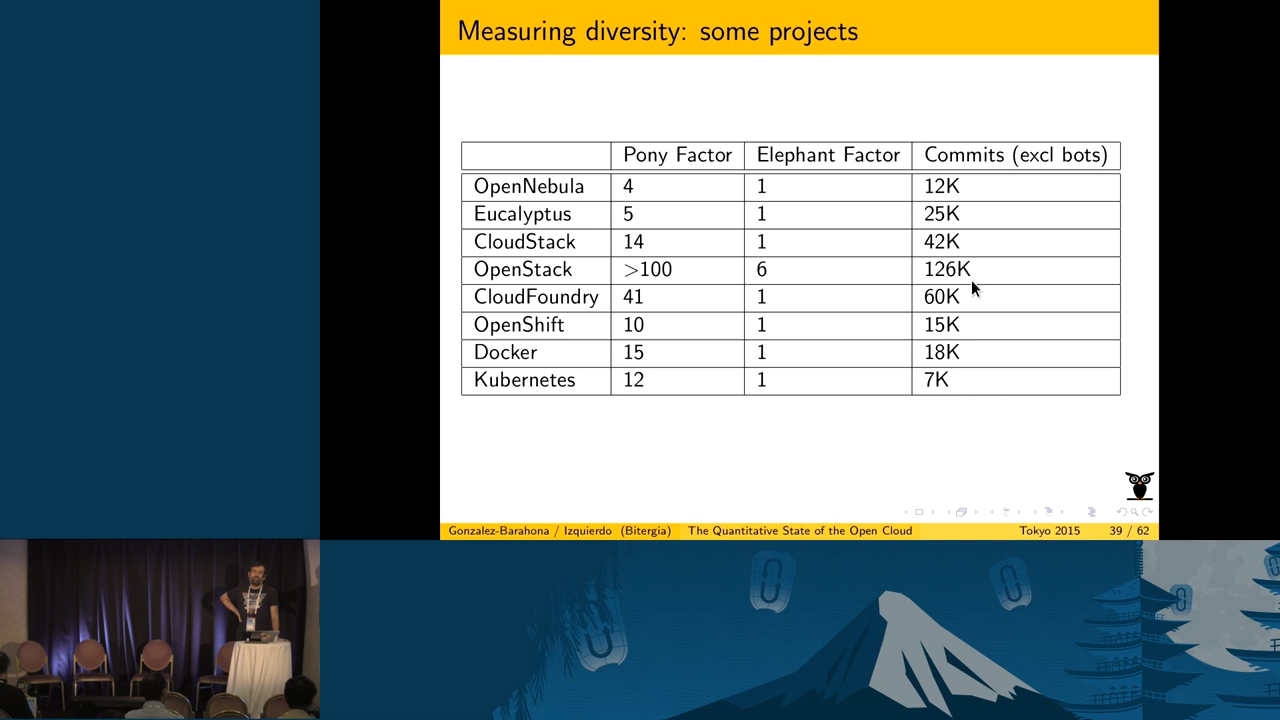 Measuring diversity: some projects
Pony Factor Elephant Factor Commits (excl bots)
OpenNebula 4 1 12K
Eucalyptus 5 1 25K
CloudStack 14 1 42K
OpenStack >100 6 126K
CloudFoundry 41 1 60K
OpenShift 10 1 15K
Docker 15 1 18K
Kubernetes 12 1 7K
Gonzalez-Barahona / Izquierdo (Bitergia) The Quantitative State of the Open Cloud Tokyo 2015 39 / 62